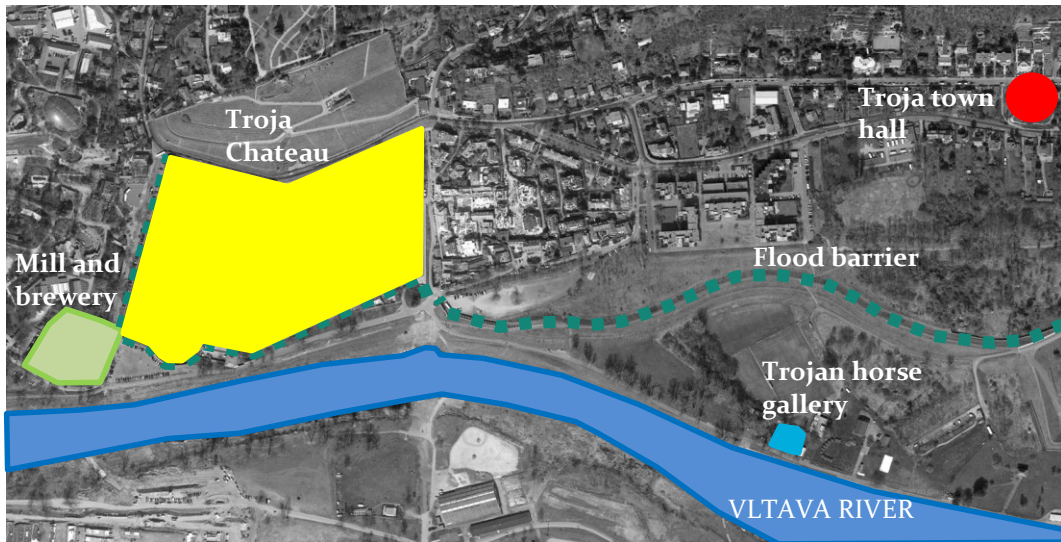 Troja
Chateau
Troja town
hall
Mill and
brewery
Flood barrier
Trojan horse
gallery
VLTAVA RIVER